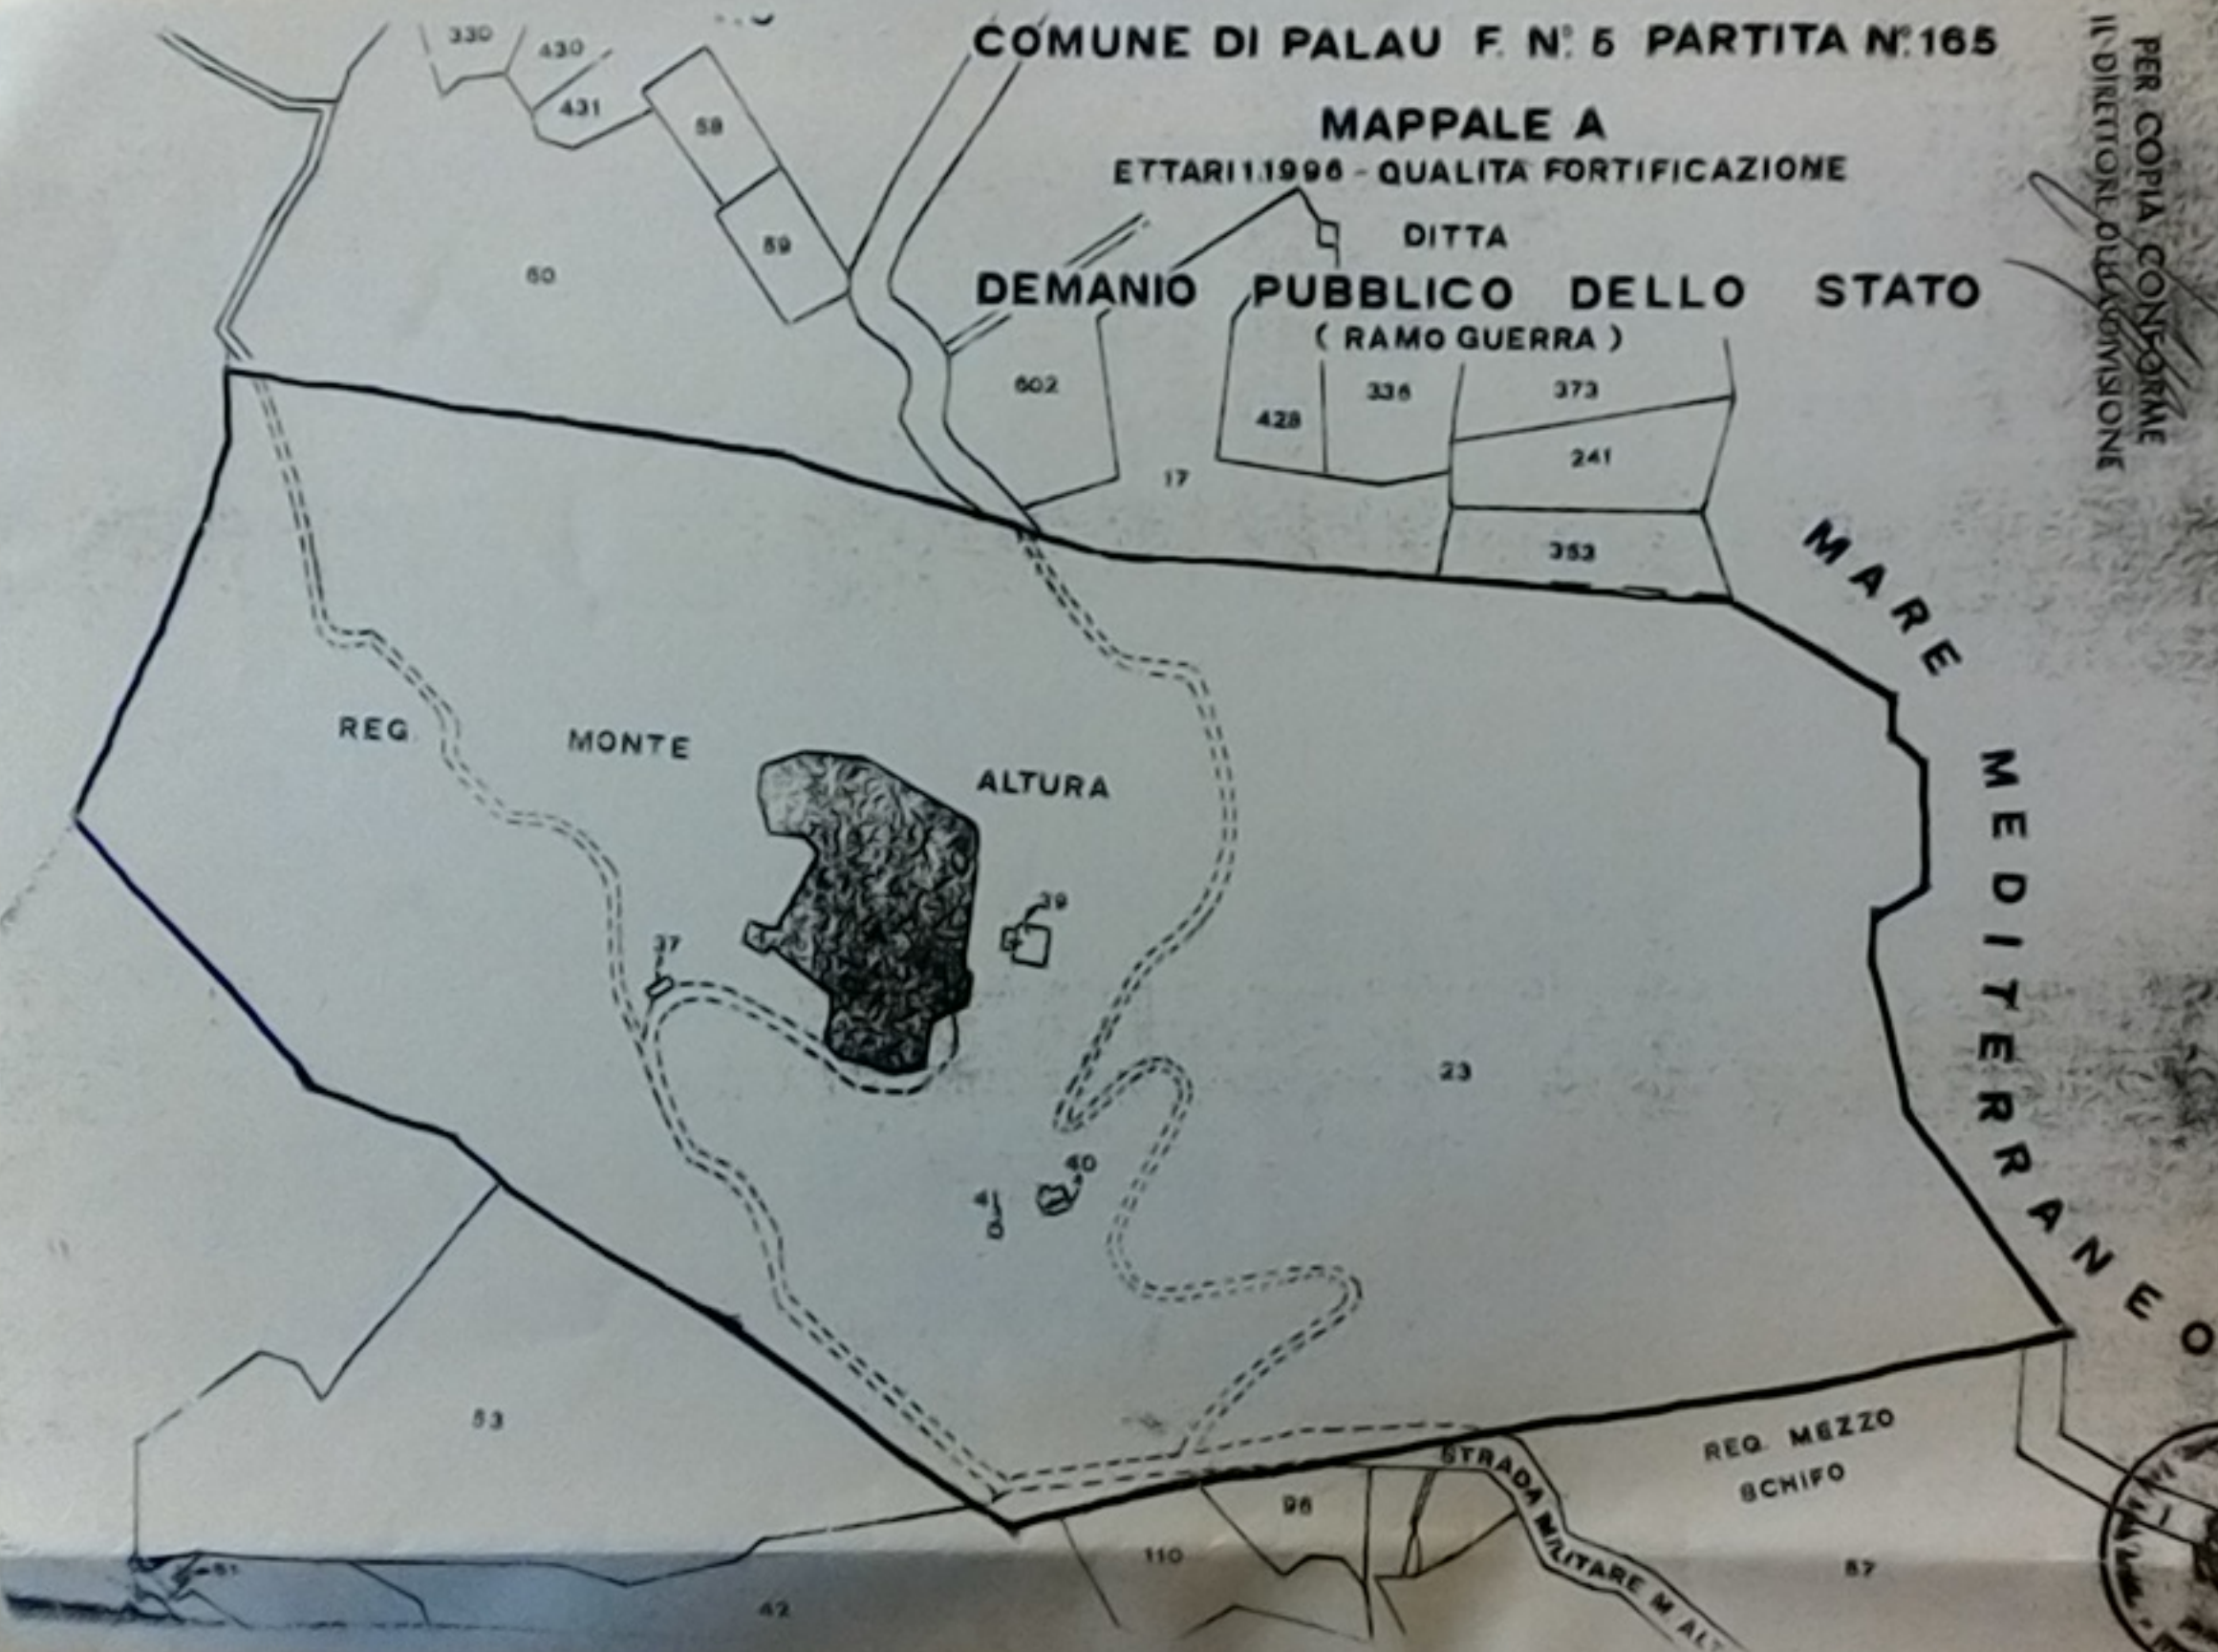 COMUNE DI PALAU F. N°. 5 PARTITA N°. 165
MAPPALE A
ETTARI 1.1996 - QUALITA FORTIFICAZIONE
DITTA
DEMANIO PUBBLICO DELLO STATO
( RAMO GUERRA )
PER COPIA CONFORME
IL DIRETTORE DELLA DIVISIONE
330
430
431
58
59
60
602
428
336
373
241
17
353
MARE MEDITERRANEO
REG. MONTE ALTURA
39
37
23
40
41
53
REG. MEZZO
SCHIFO
STRADA MILITARE M. ALT
96
110
57
42